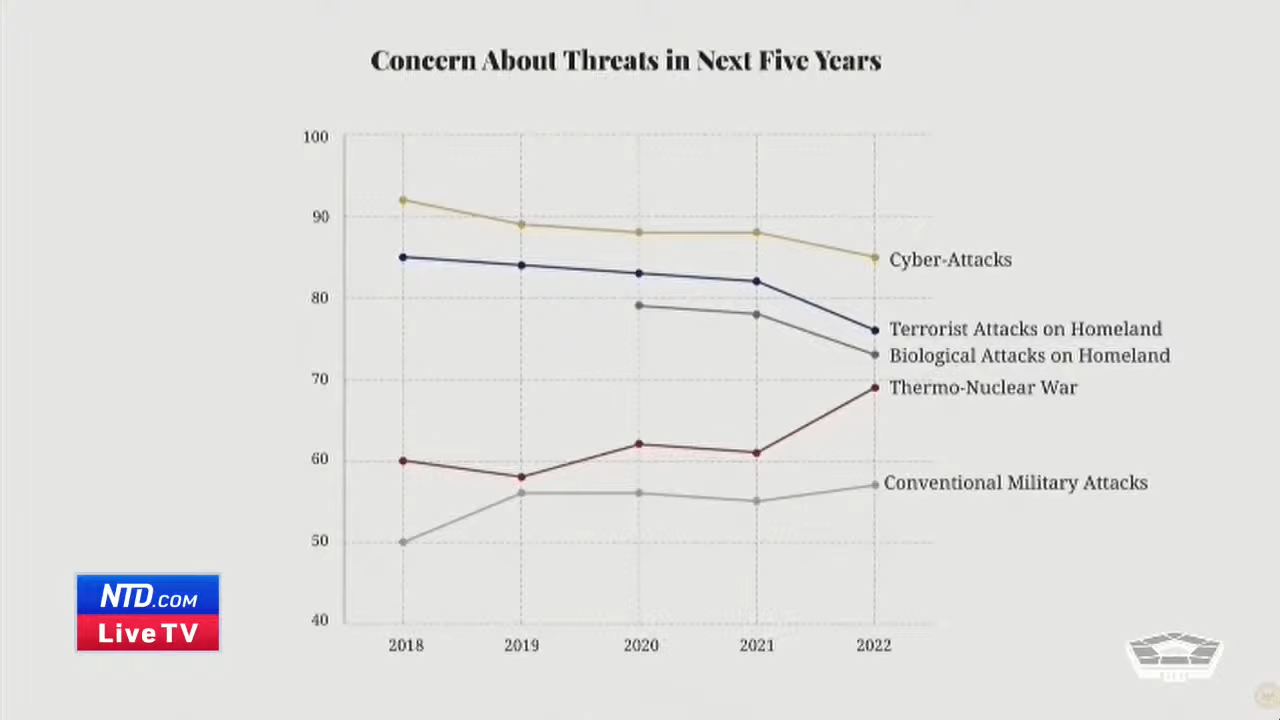 Concern About Threats in Next Five Years
100
90
80
70
60
50
40
Cyber-Attacks
Terrorist Attacks on Homeland
Biological Attacks on Homeland
Thermo-Nuclear War
Conventional Military Attacks
2018 2019 2020 2021 2022
NTD.COM
Live TV